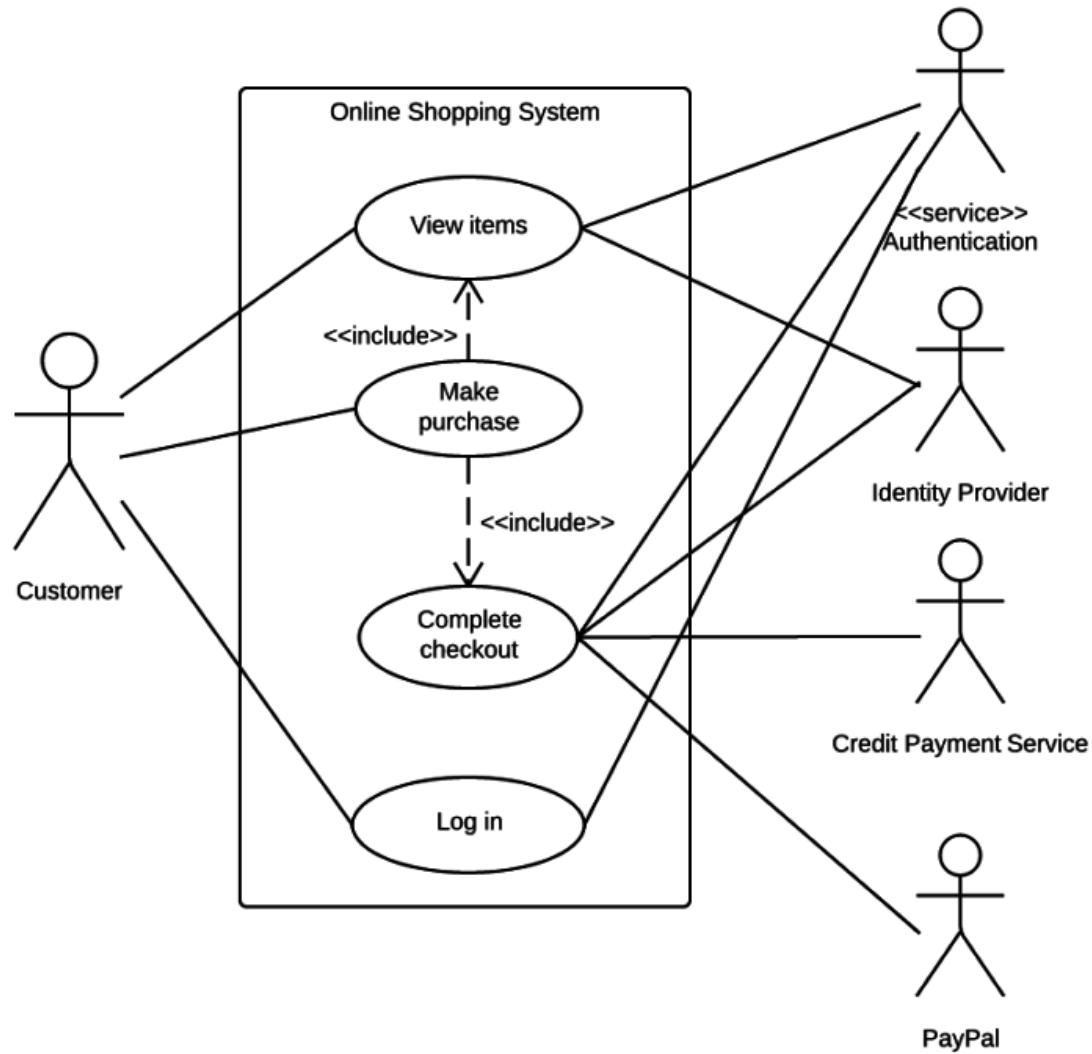 Online Shopping System
View items
<<service>>
Authentication
<<include>>
Make
purchase
Identity Provider
<<include>>
Customer
Complete
checkout
Credit Payment Service
Log in
PayPal